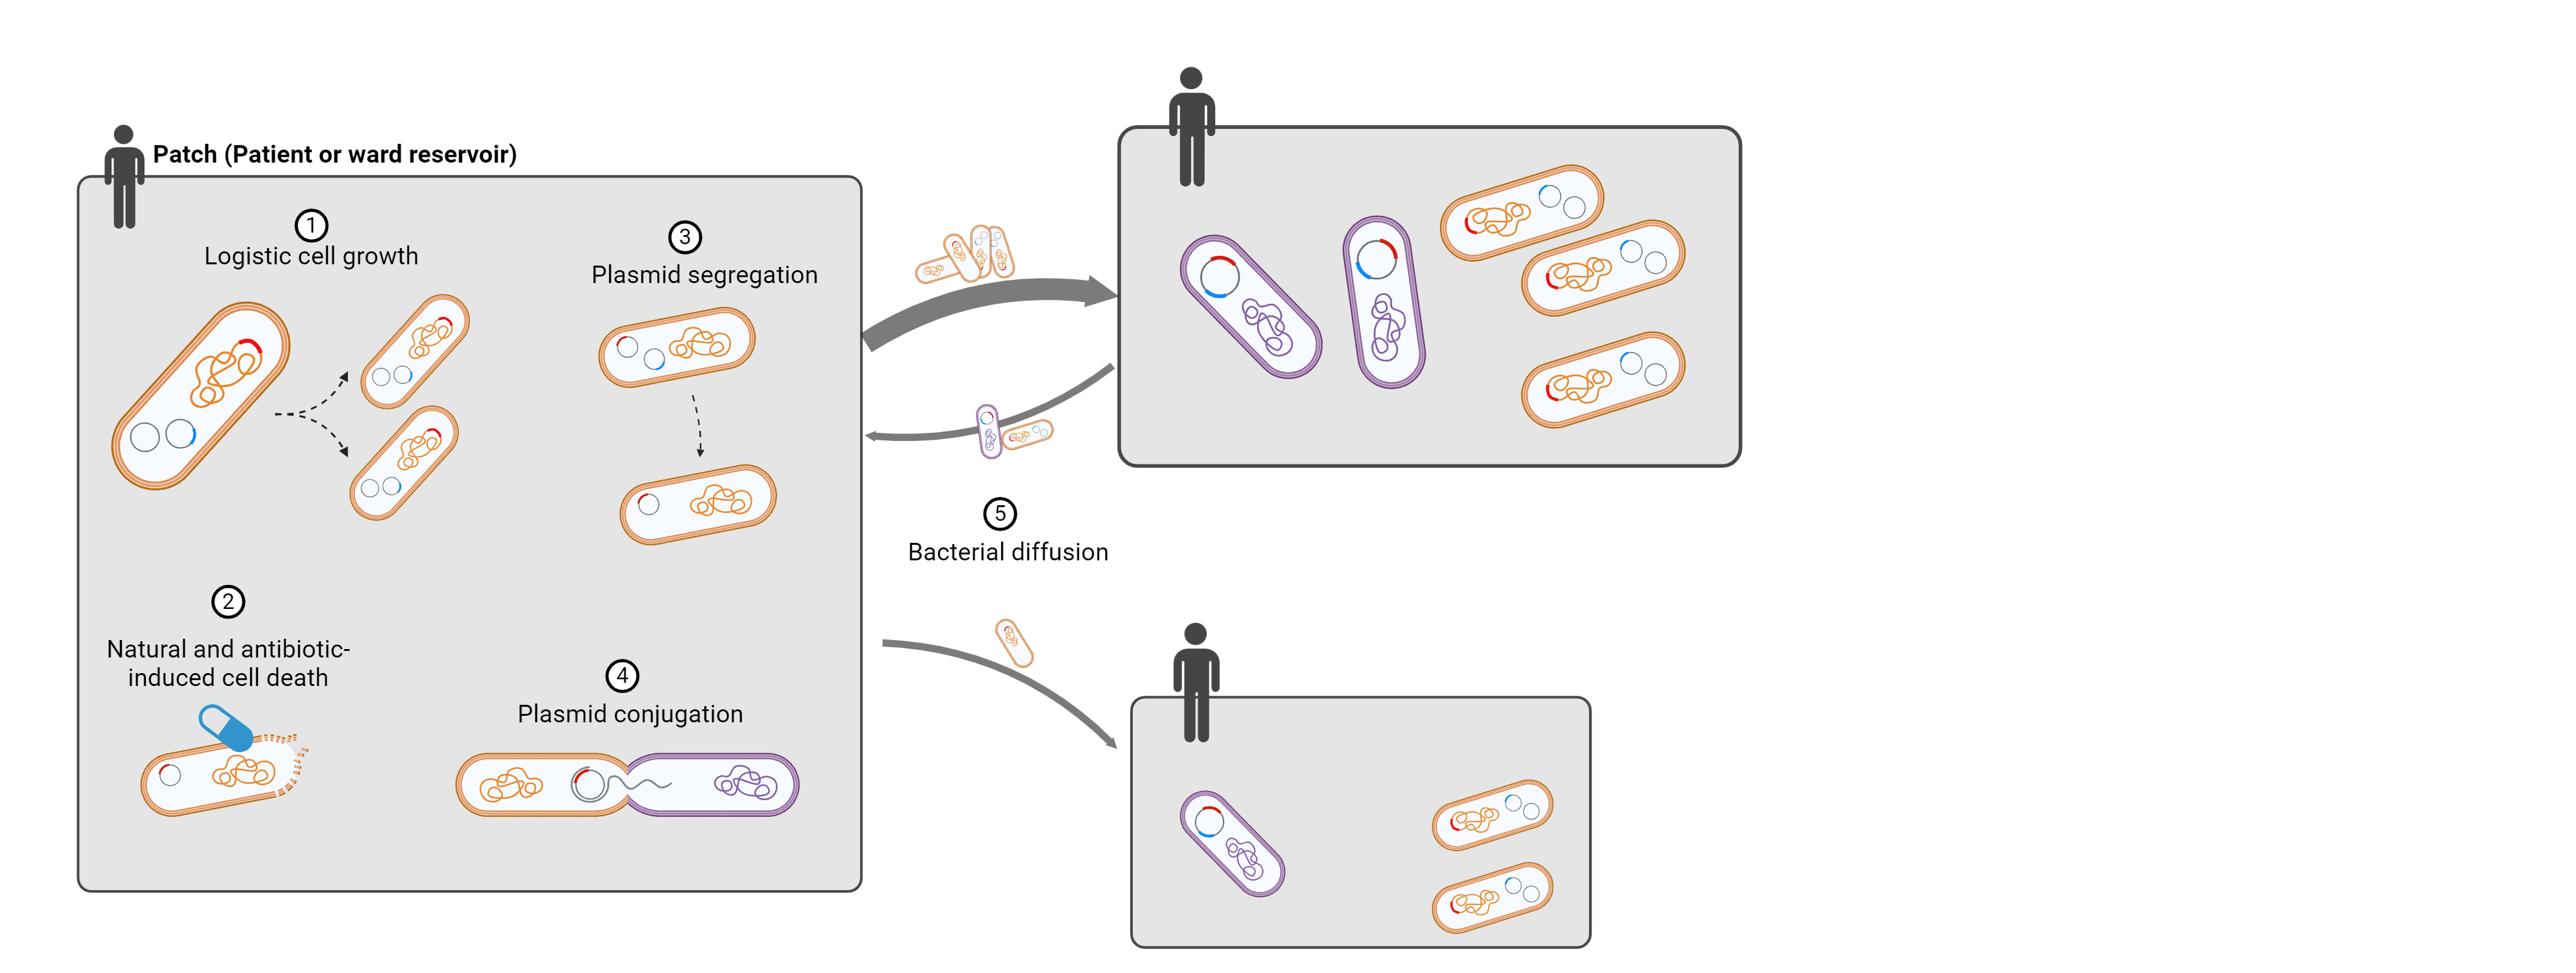 Patch (Patient or ward reservoir)
1
Logistic cell growth
3
Plasmid segregation
2
Natural and antibiotic-
induced cell death
4
Plasmid conjugation
5
Bacterial diffusion